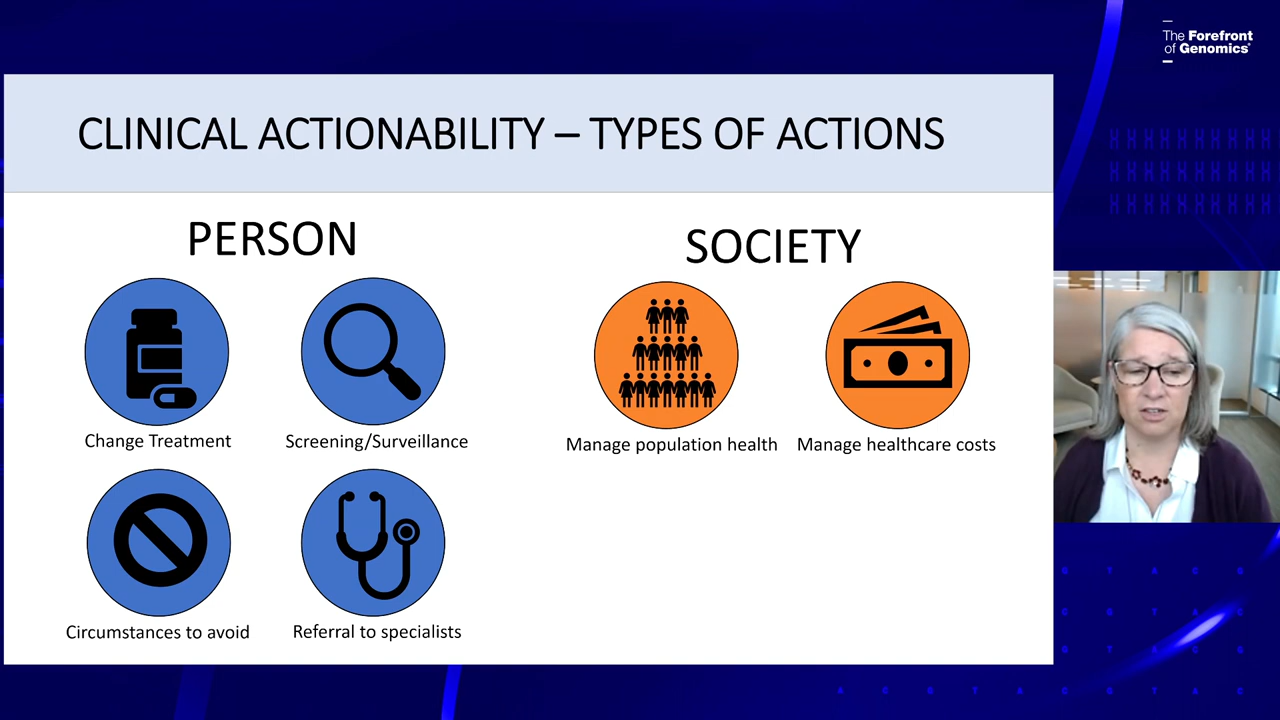 The Forefront
of Genomics®
CLINICAL ACTIONABILITY – TYPES OF ACTIONS
PERSON
SOCIETY
Change Treatment
Screening/Surveillance
Manage population health
Manage healthcare costs
Circumstances to avoid
Referral to specialists